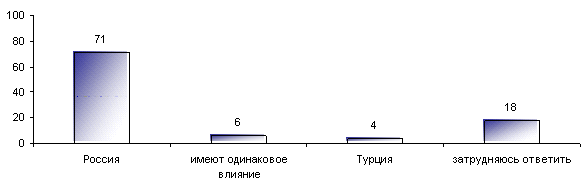 100
80
60
40
20
0
71
6
4
18
Россия
имеют одинаковое
влияние
Турция
затрудняюсь ответить